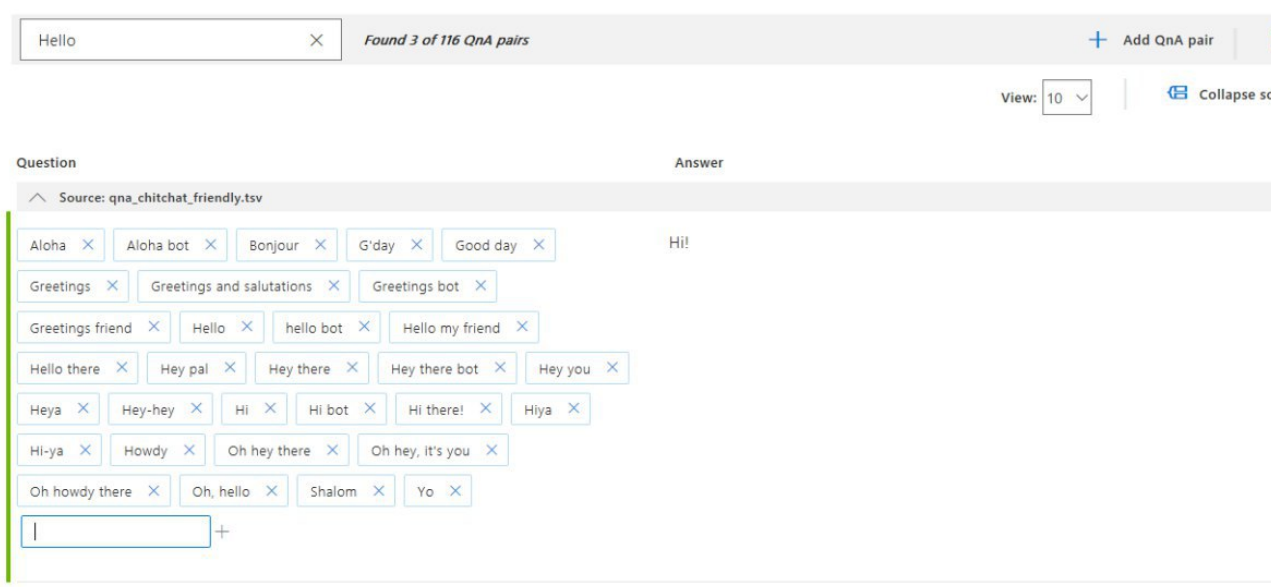 Hello Found 3 of 116 QnA pairs Add QnA pair
View: 10 Collapse
Question Answer
Source: qna_chitchat_friendly.tsv
Aloha Aloha bot Bonjour G'day Good day Hi!
Greetings Greetings and salutations Greetings bot
Greetings friend Hello hello bot Hello my friend
Hello there Hey pal Hey there Hey there bot Hey you
Heya Hey-hey Hi Hi bot Hi there! Hiya
Hi-ya Howdy Oh hey there Oh hey, it's you
Oh howdy there Oh, hello Shalom Yo